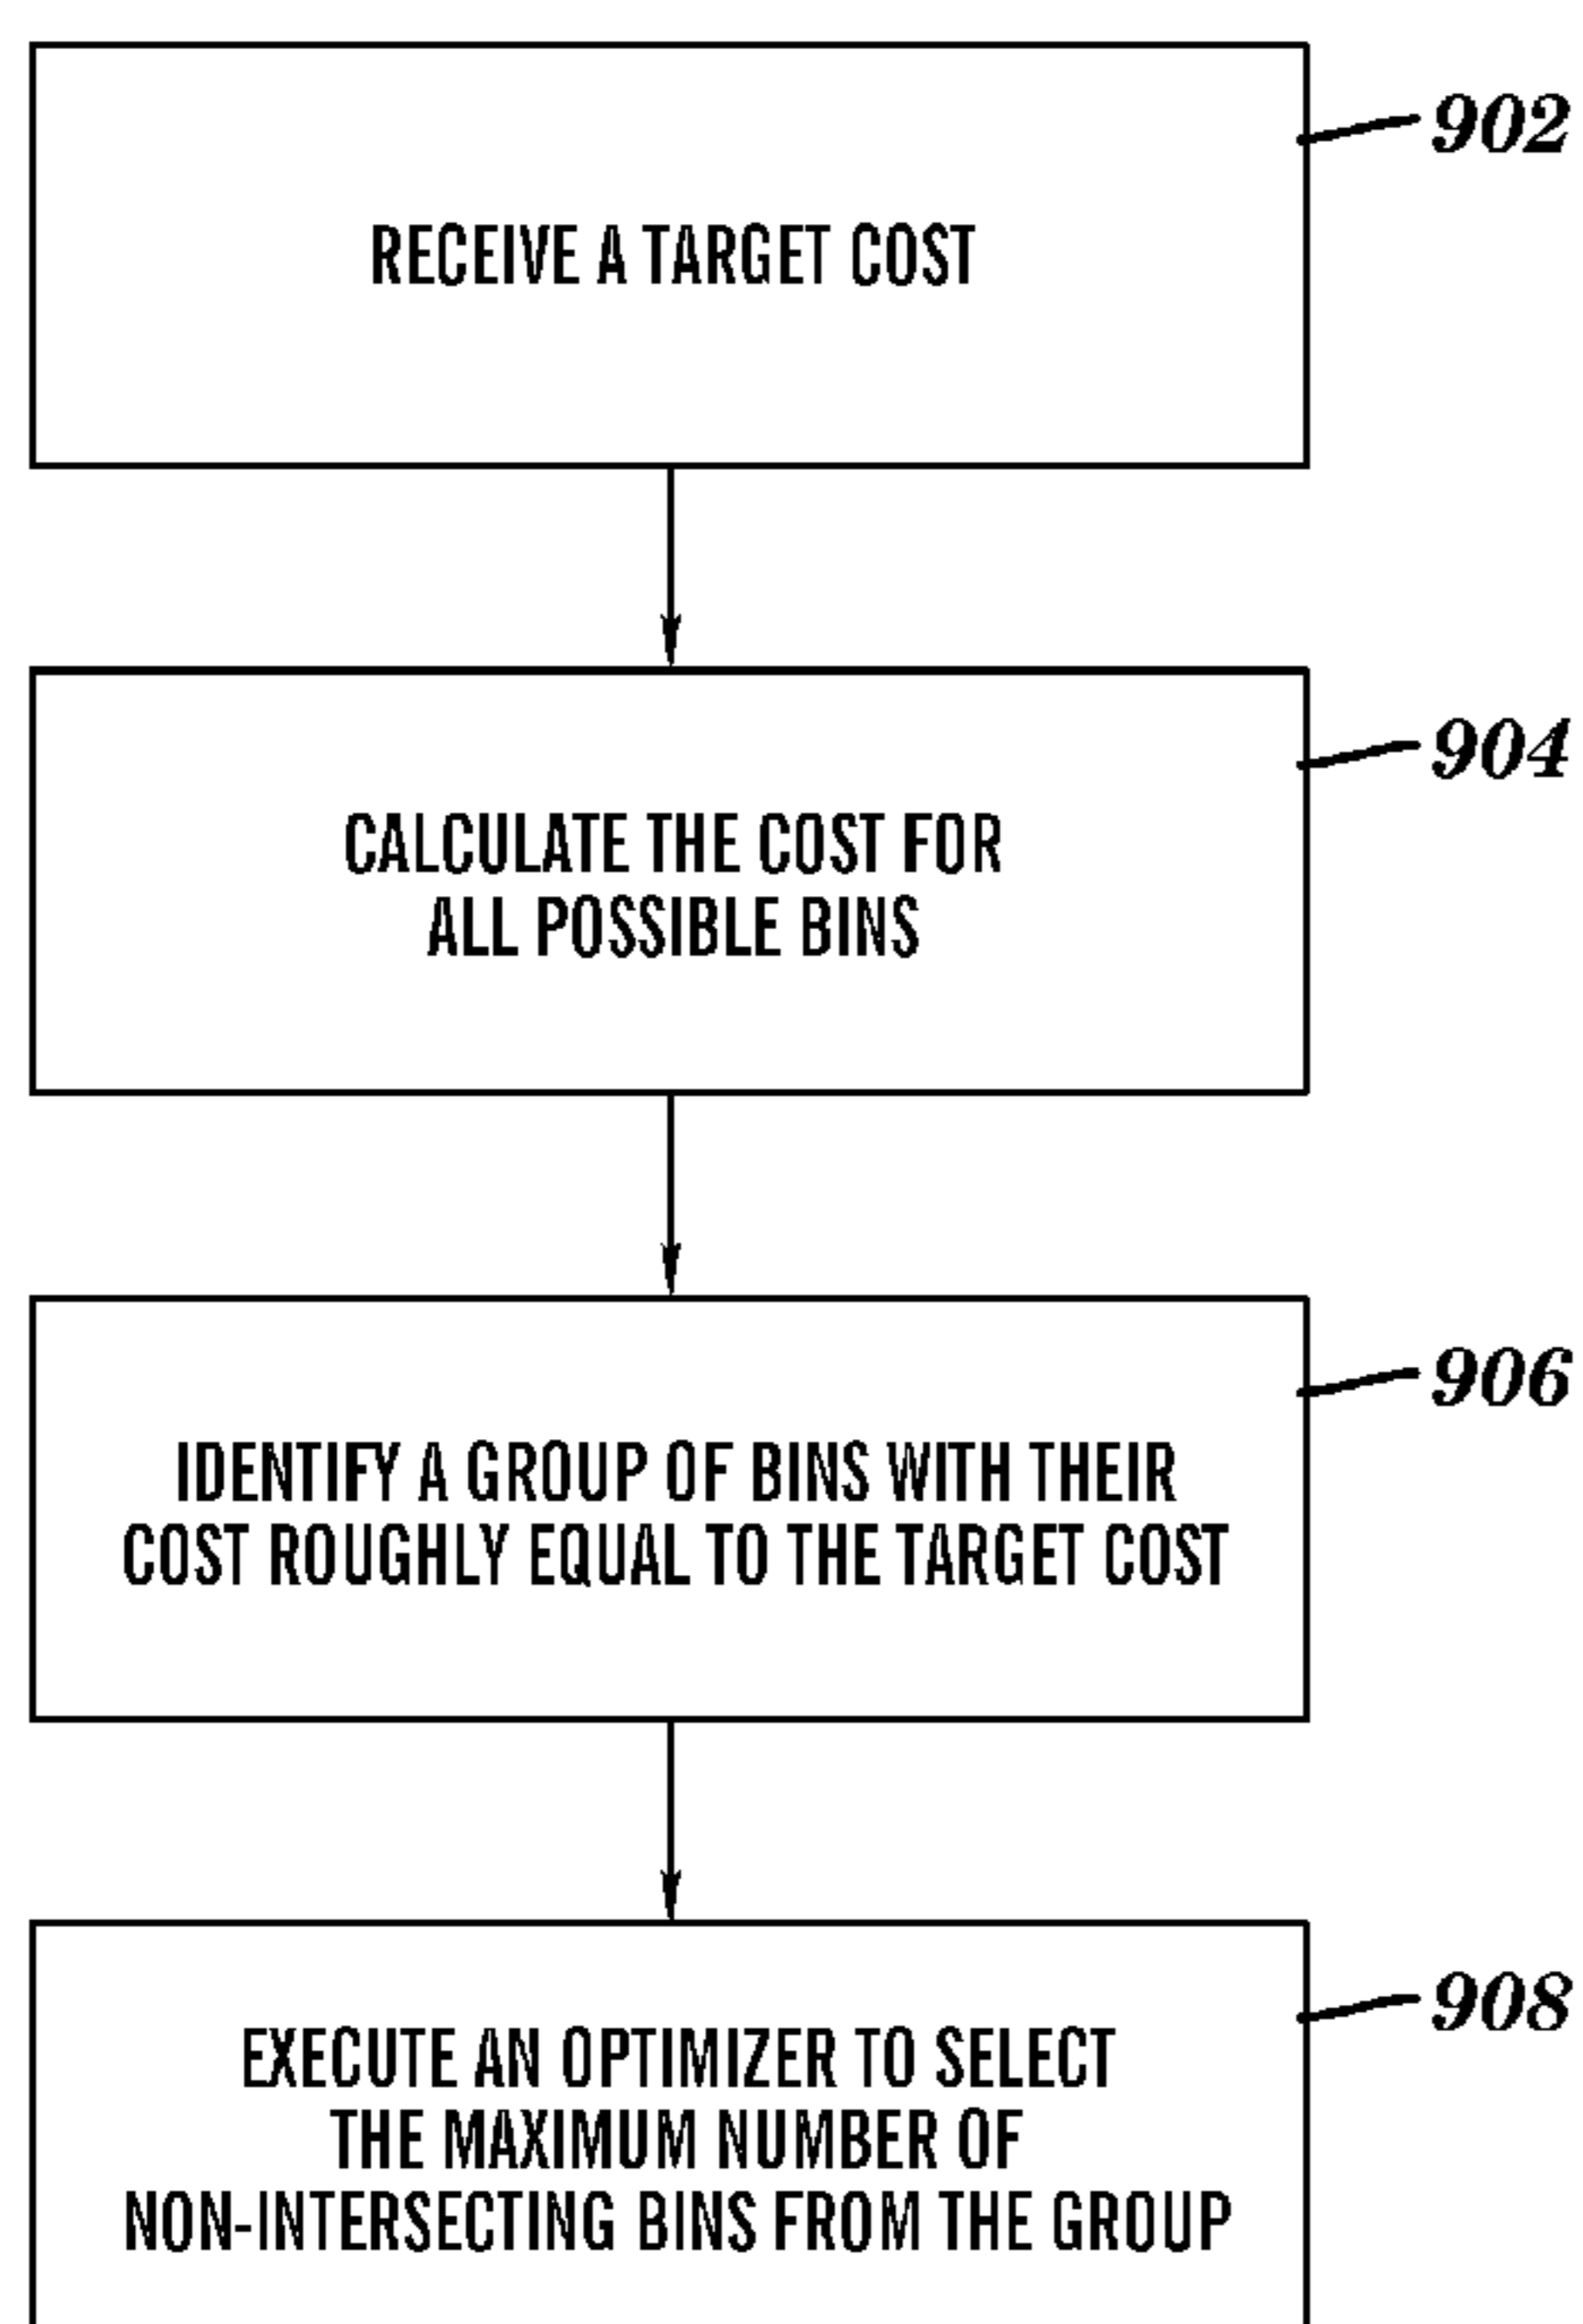 902
RECEIVE A TARGET COST
904
CALCULATE THE COST FOR
ALL POSSIBLE BINS
906
IDENTIFY A GROUP OF BINS WITH THEIR
COST ROUGHLY EQUAL TO THE TARGET COST
908
EXECUTE AN OPTIMIZER TO SELECT
THE MAXIMUM NUMBER OF
NON-INTERSECTING BINS FROM THE GROUP